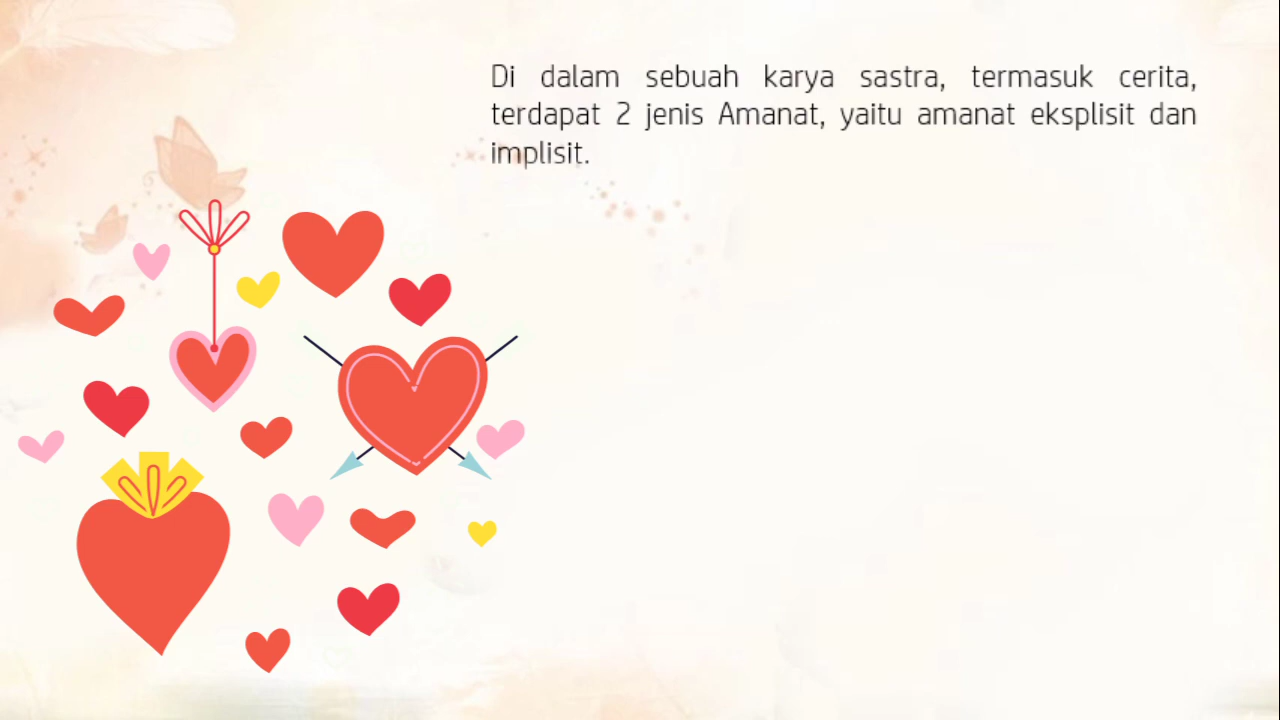 Di dalam sebuah karya sastra, termasuk cerita,
terdapat 2 jenis Amanat, yaitu amanat eksplisit dan
implisit.